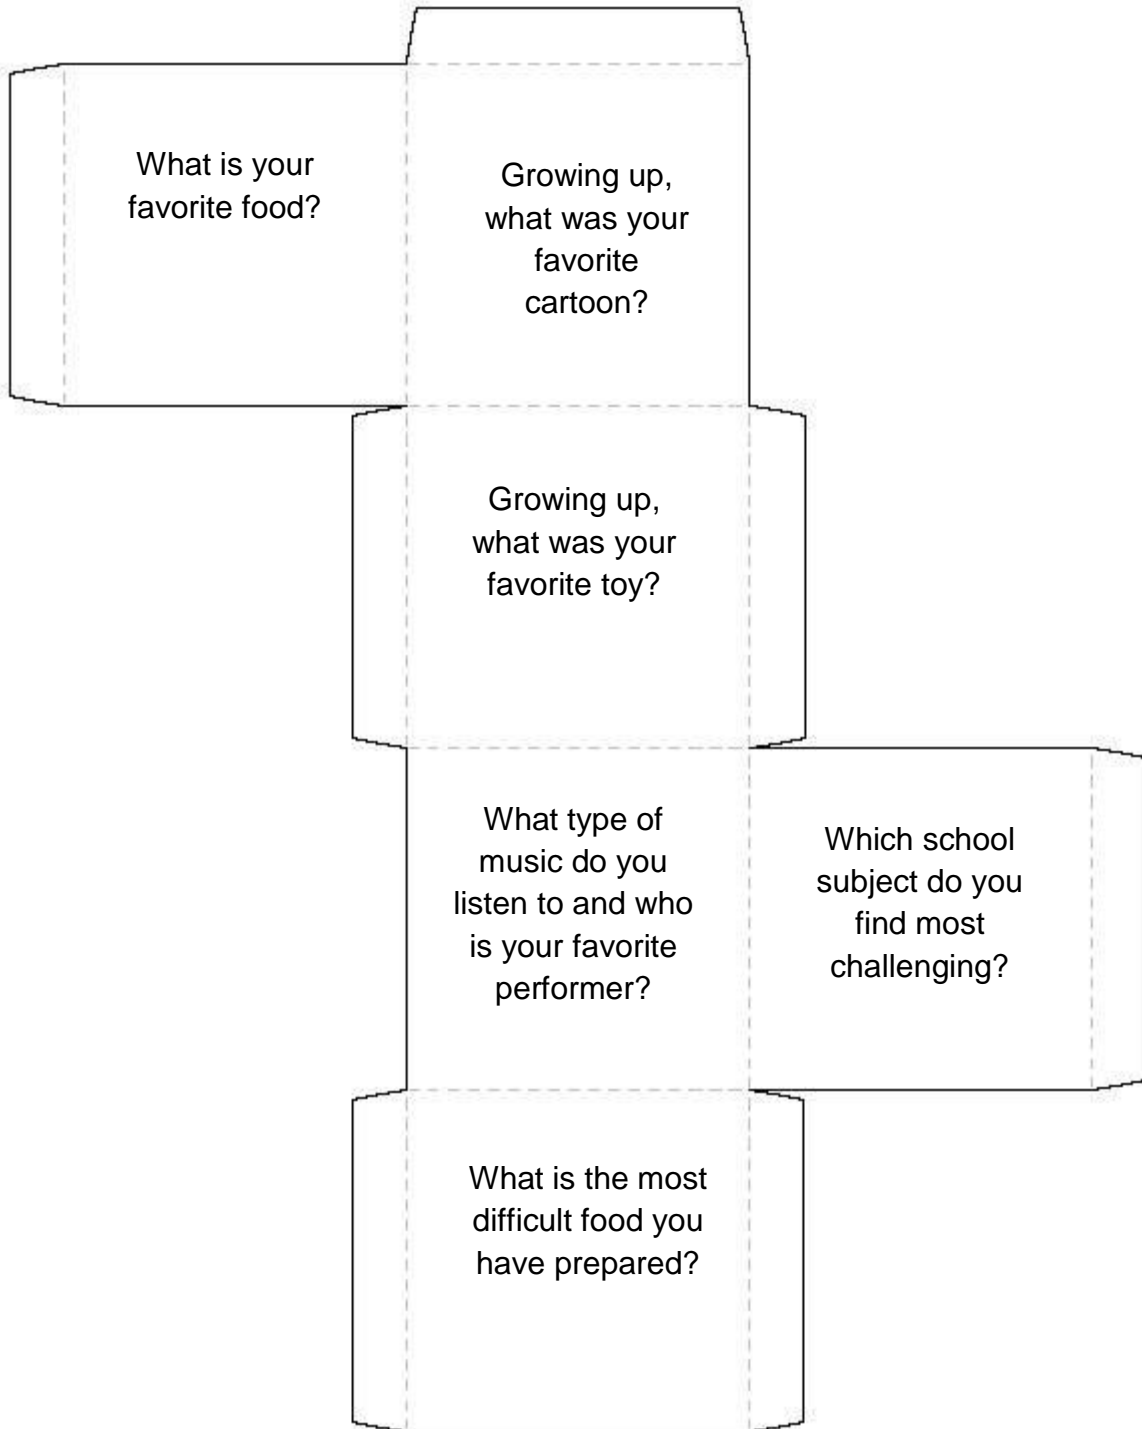 What is your
favorite food?
Growing up,
what was your
favorite
cartoon?
Growing up,
what was your
favorite toy?
What type of
music do you
listen to and who
is your favorite
performer?
Which school
subject do you
find most
challenging?
What is the most
difficult food you
have prepared?